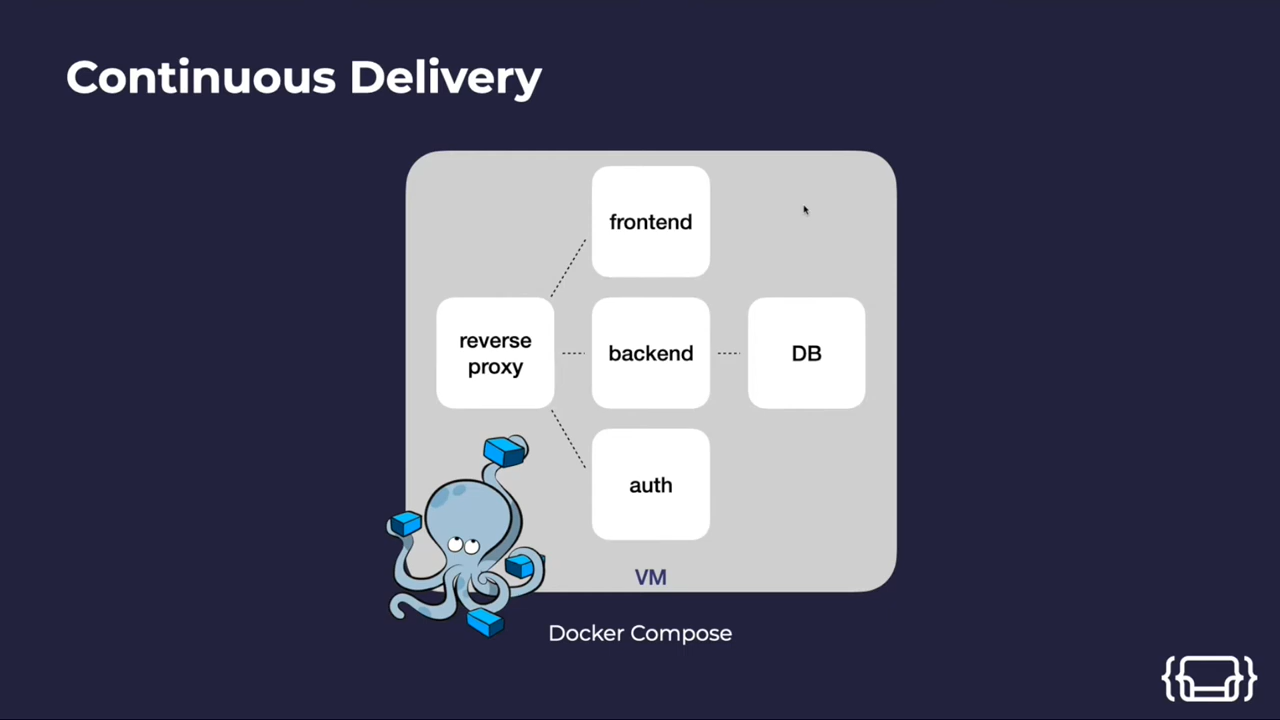 Continuous Delivery
frontend
reverse
proxy
backend
DB
auth
VM
Docker Compose